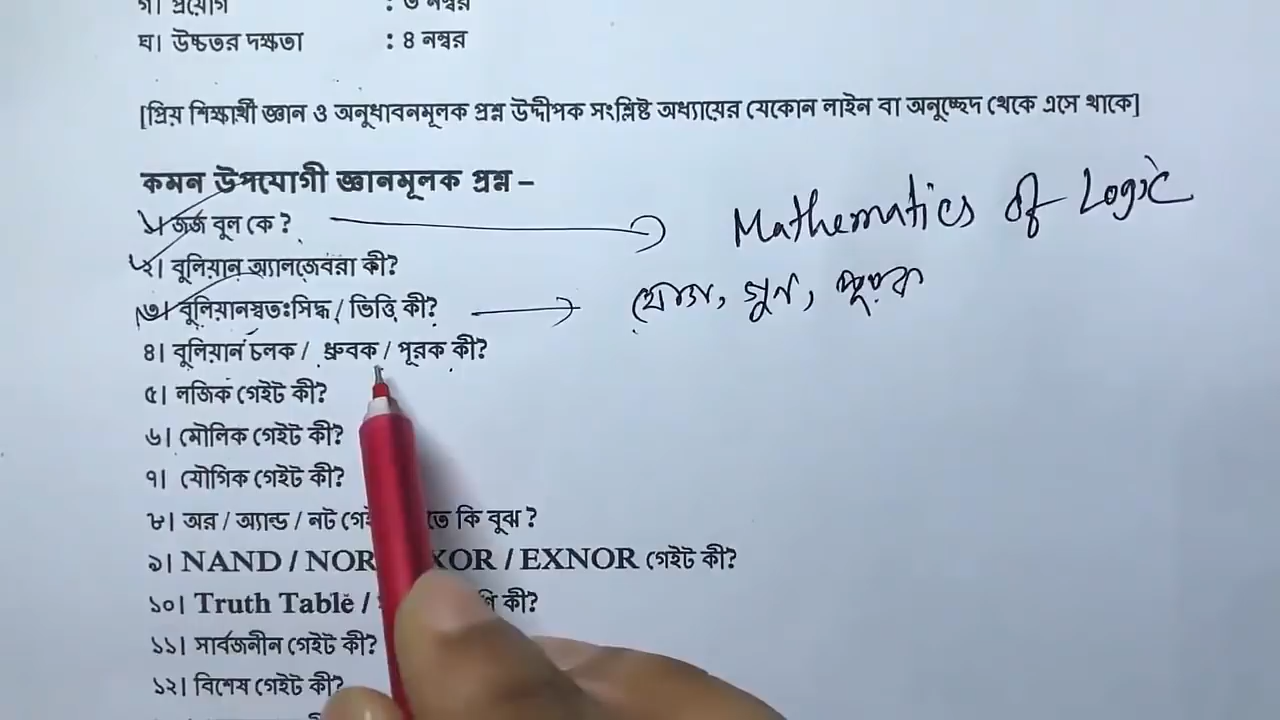 গ। প্রয়োগ : ৩ নম্বর
ঘ। উচ্চতর দক্ষতা : ৪ নম্বর
[প্রিয় শিক্ষার্থী জ্ঞান ও অনুধাবনমূলক প্রশ্ন উদ্দীপক সংশ্লিষ্ট অধ্যায়ের যেকোন লাইন বা অনুচ্ছেদ থেকে এসে থাকে]
কমন উপযোগী জ্ঞানমূলক প্রশ্ন –
১। জর্জ বুল কে ? Mathematics Of Logic
২। বুলিয়ান অ্যালজেবরা কী?
৩। বুলিয়ানস্বতঃসিদ্ধ / ভিত্তি কী? যোগ, গুন, পূরক
৪। বুলিয়ান চলক / ধ্রুবক / পূরক কী?
৫। লজিক গেইট কী?
৬। মৌলিক গেইট কী?
৭। যৌগিক গেইট কী?
৮। অর / অ্যান্ড / নট কি বুঝ ?
৯। NAND / NOR XOR / EXNOR গেইট কী?
১০। Truth Table / কী?
১১। সার্বজনীন গেইট কী?
১২। বিশেষ গেইট কী?